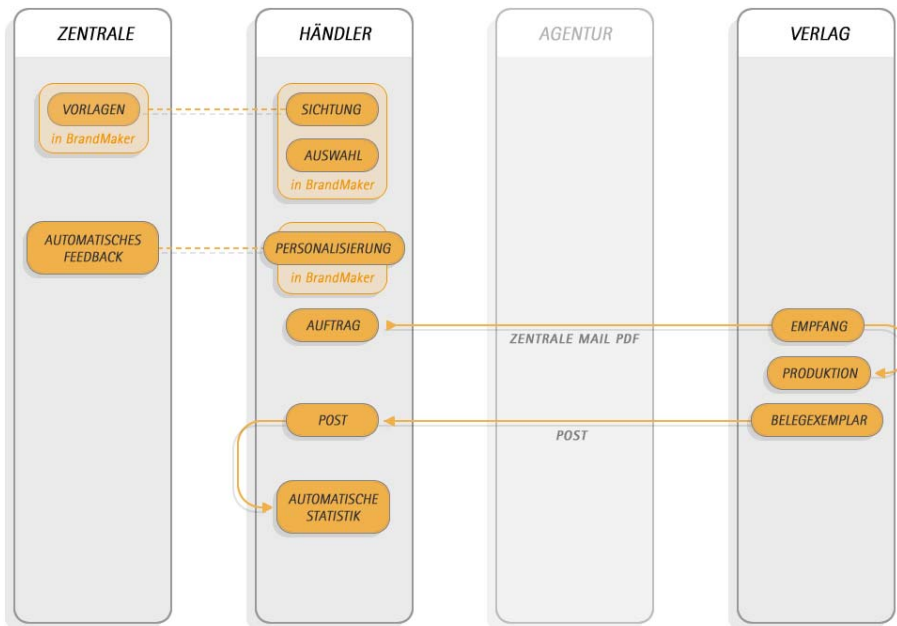 ZENTRALE
HÄNDLER
AGENTUR
VERLAG
VORLAGEN
in BrandMaker
SICHTUNG
AUSWAHL
in BrandMaker
AUTOMATISCHES
FEEDBACK
PERSONALISIERUNG
in BrandMaker
AUFTRAG
ZENTRALE MAIL PDF
EMPFANG
PRODUKTION
POST
POST
BELEGEXEMPLAR
AUTOMATISCHE
STATISTIK